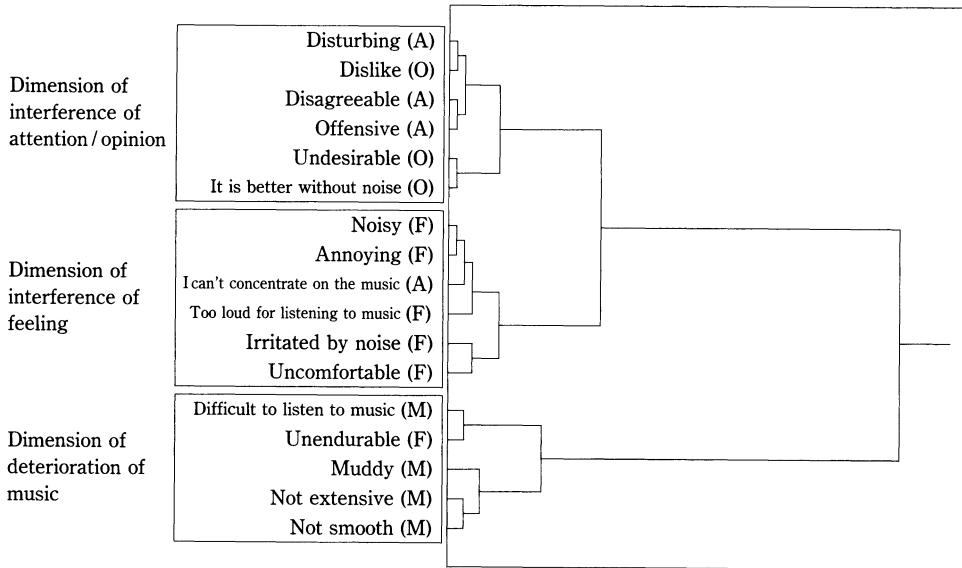 Dimension of
interference of
attention / opinion
Disturbing (A)
Dislike (O)
Disagreeable (A)
Offensive (A)
Undesirable (O)
It is better without noise (O)
Dimension of
interference of
feeling
Noisy (F)
Annoying (F)
I can't concentrate on the music (A)
Too loud for listening to music (F)
Irritated by noise (F)
Uncomfortable (F)
Dimension of
deterioration of
music
Difficult to listen to music (M)
Unendurable (F)
Muddy (M)
Not extensive (M)
Not smooth (M)